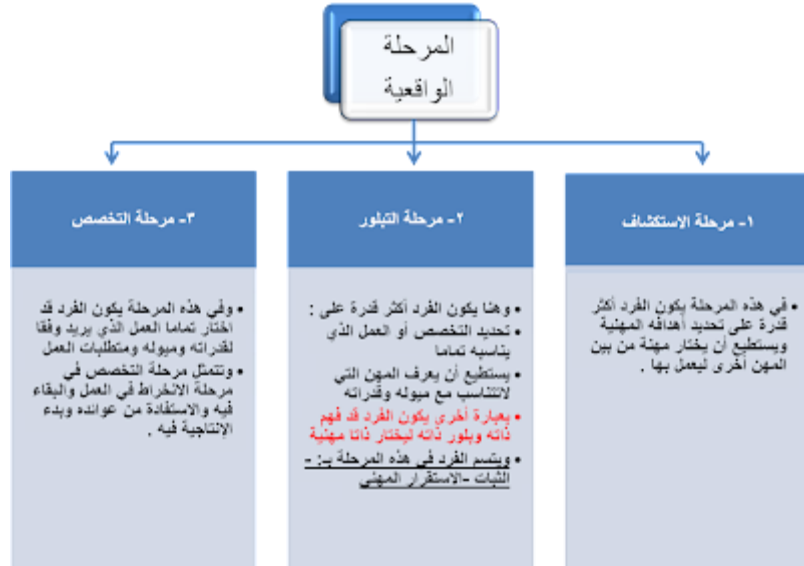 المرحلة
الواقعية
١- مرحلة الاستكشاف
• في هذه المرحلة يكون الفرد أكثر
قدرة على تحديد أهدافه المهنية
ويستطيع أن يختار مهنة من بين
المهن أخرى ليعمل بها .
٢- مرحلة التبلور
• وهنا يكون الفرد أكثر قدرة على :
• تحديد التخصص أو العمل الذي
يناسبه تماما
• يستطيع أن يعرف المهن التي
لاتتناسب مع ميوله وقدراته
• بعبارة أخرى يكون الفرد قد فهم
ذاته وبلور ذاته ليختار ذاتا مهنية
• ويتسم الفرد في هذه المرحلة بـ: -
الثبات -الاستقرار المهني
٣- مرحلة التخصص
• وفي هذه المرحلة يكون الفرد قد
اختار تماما العمل الذي يريد وفقا
لقدراته وميوله ومتطلبات العمل
• وتتمثل مرحلة التخصص في
مرحلة الانخراط في العمل والبقاء
فيه والاستفادة من عوائده وبدء
الإنتاجية فيه .